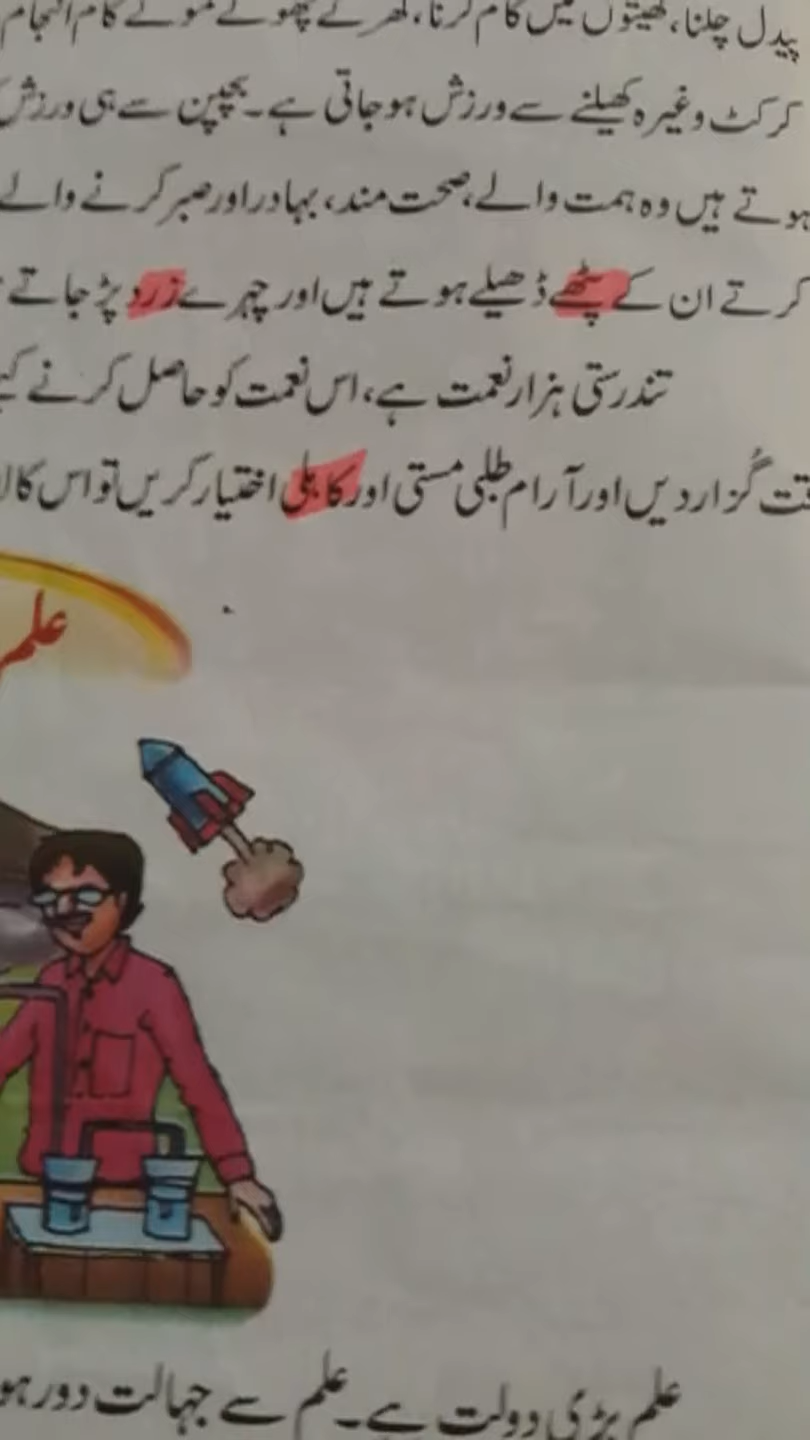 پیدل چلنا، کھیتوں میں کام کرنا، گھر کے چھوٹے موٹے کام انجام
کرکٹ وغیرہ کھیلنے سے ورزش ہوجاتی ہے۔ بچپن سے ہی ورزش
ہوتے ہیں وہ ہمت والے، صحت مند، بہادر اور صبر کرنے والے
کرتے ان کے پٹھے ڈھیلے ہوتے ہیں اور چہرے زرد پڑ جاتے
تندرستی ہزار نعمت ہے، اس نعمت کو حاصل کرنے کے
گزار دیں اور آرام طلبی مستی اور کاہلی اختیار کریں تو اس کا
علم
علم بڑی دولت ہے۔ علم سے جہالت دور ہو